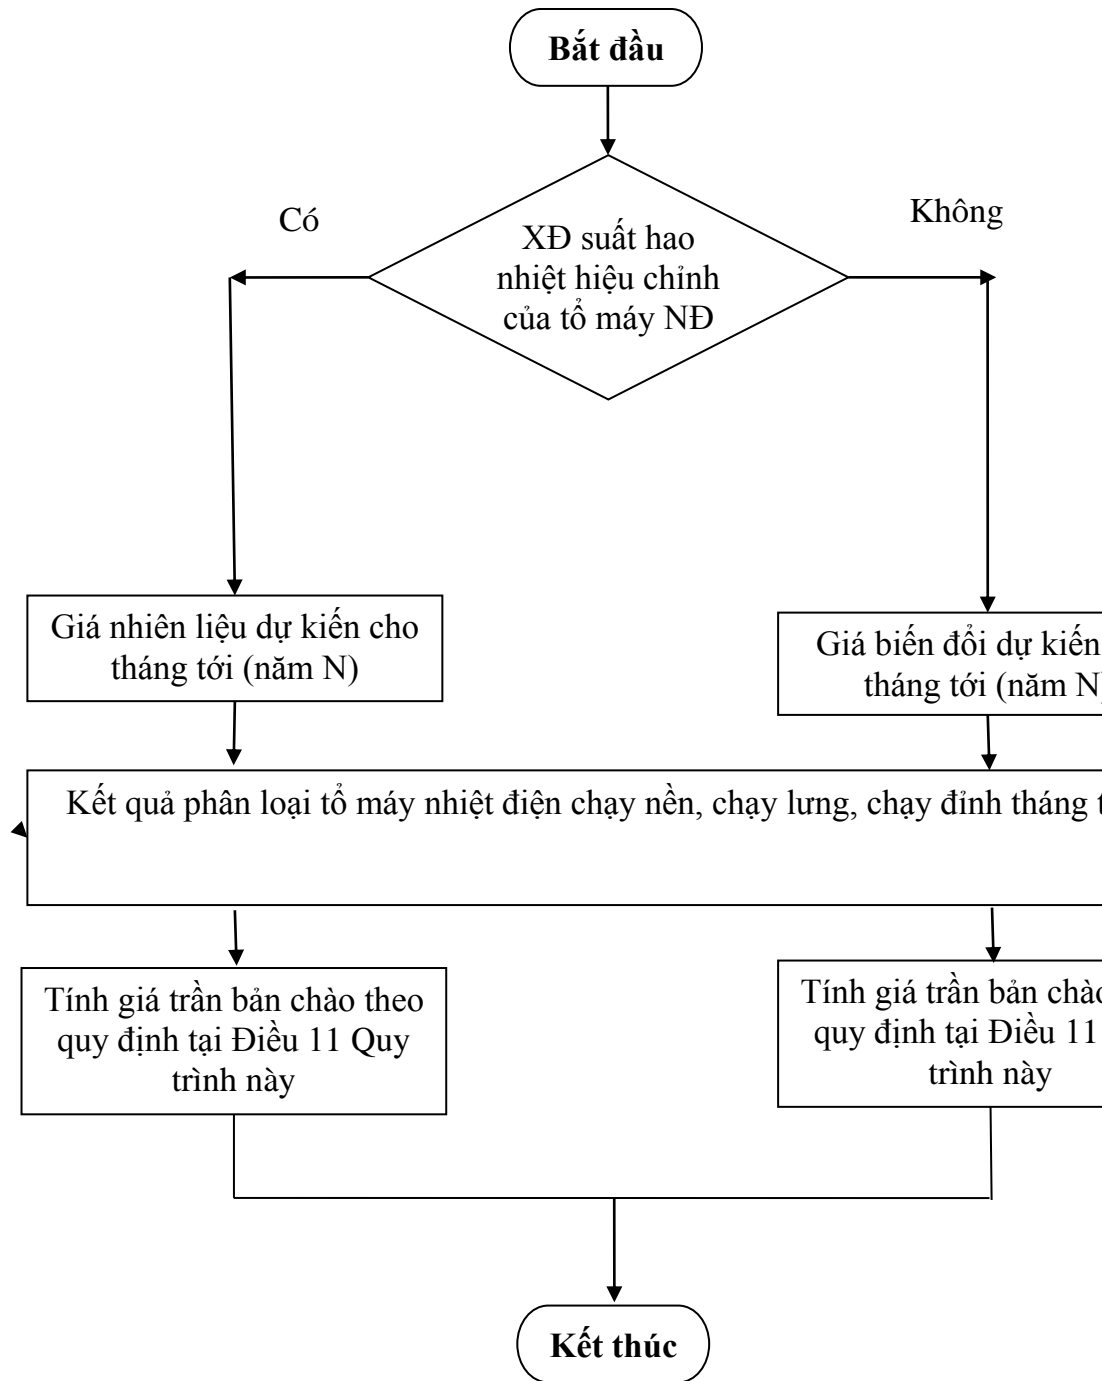 Bắt đầu
Có
Không
XĐ suất hao
nhiệt hiệu chỉnh
của tổ máy NĐ
Giá nhiên liệu dự kiến cho
tháng tới (năm N)
Giá biến đổi dự kiến
tháng tới (năm N)
Kết quả phân loại tổ máy nhiệt điện chạy nền, chạy lưng, chạy đỉnh tháng
Tính giá trần bản chào theo
quy định tại Điều 11 Quy
trình này
Tính giá trần bản chào
quy định tại Điều 11
trình này
Kết thúc